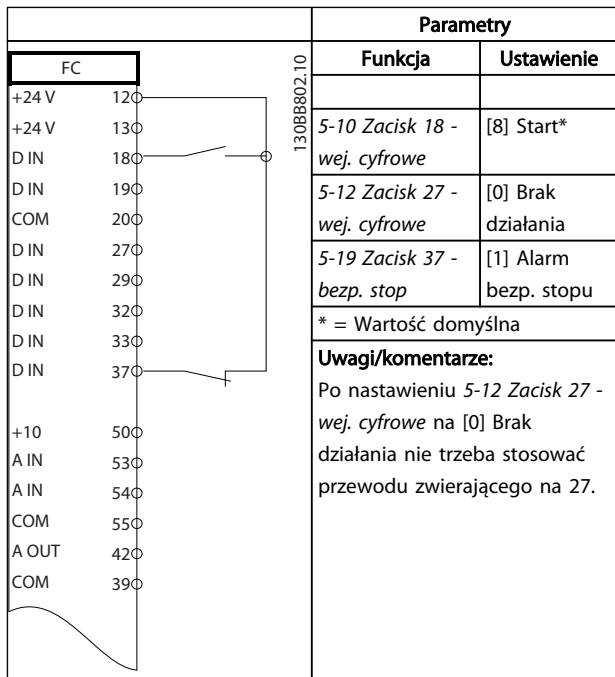 FC
+24 V 12
+24 V 13
D IN 18
D IN 19
COM 20
D IN 27
D IN 29
D IN 32
D IN 33
D IN 37
+10 50
A IN 53
A IN 54
COM 55
A OUT 42
COM 39
130BB802.10
Parametry
Funkcja Ustawienie
5-10 Zacisk 18 - [8] Start*
wej. cyfrowe
5-12 Zacisk 27 - [0] Brak
wej. cyfrowe działania
5-19 Zacisk 37 - [1] Alarm
bezp. stop bezp. stopu
* = Wartość domyślna
Uwagi/komentarze:
Po nastawieniu 5-12 Zacisk 27 -
wej. cyfrowe na [0] Brak
działania nie trzeba stosować
przewodu zwierającego na 27.